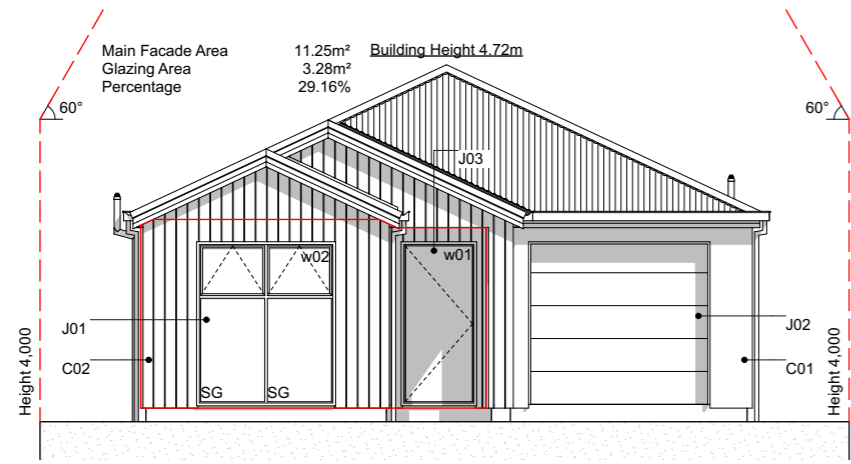 Main Facade Area 11.25m² Building Height 4.72m
Glazing Area 3.28m²
Percentage 29.16%
60° 60°
J03
w02 w01
J01 J02
C02 C01
Height 4,000 Height 4,000
SG SG